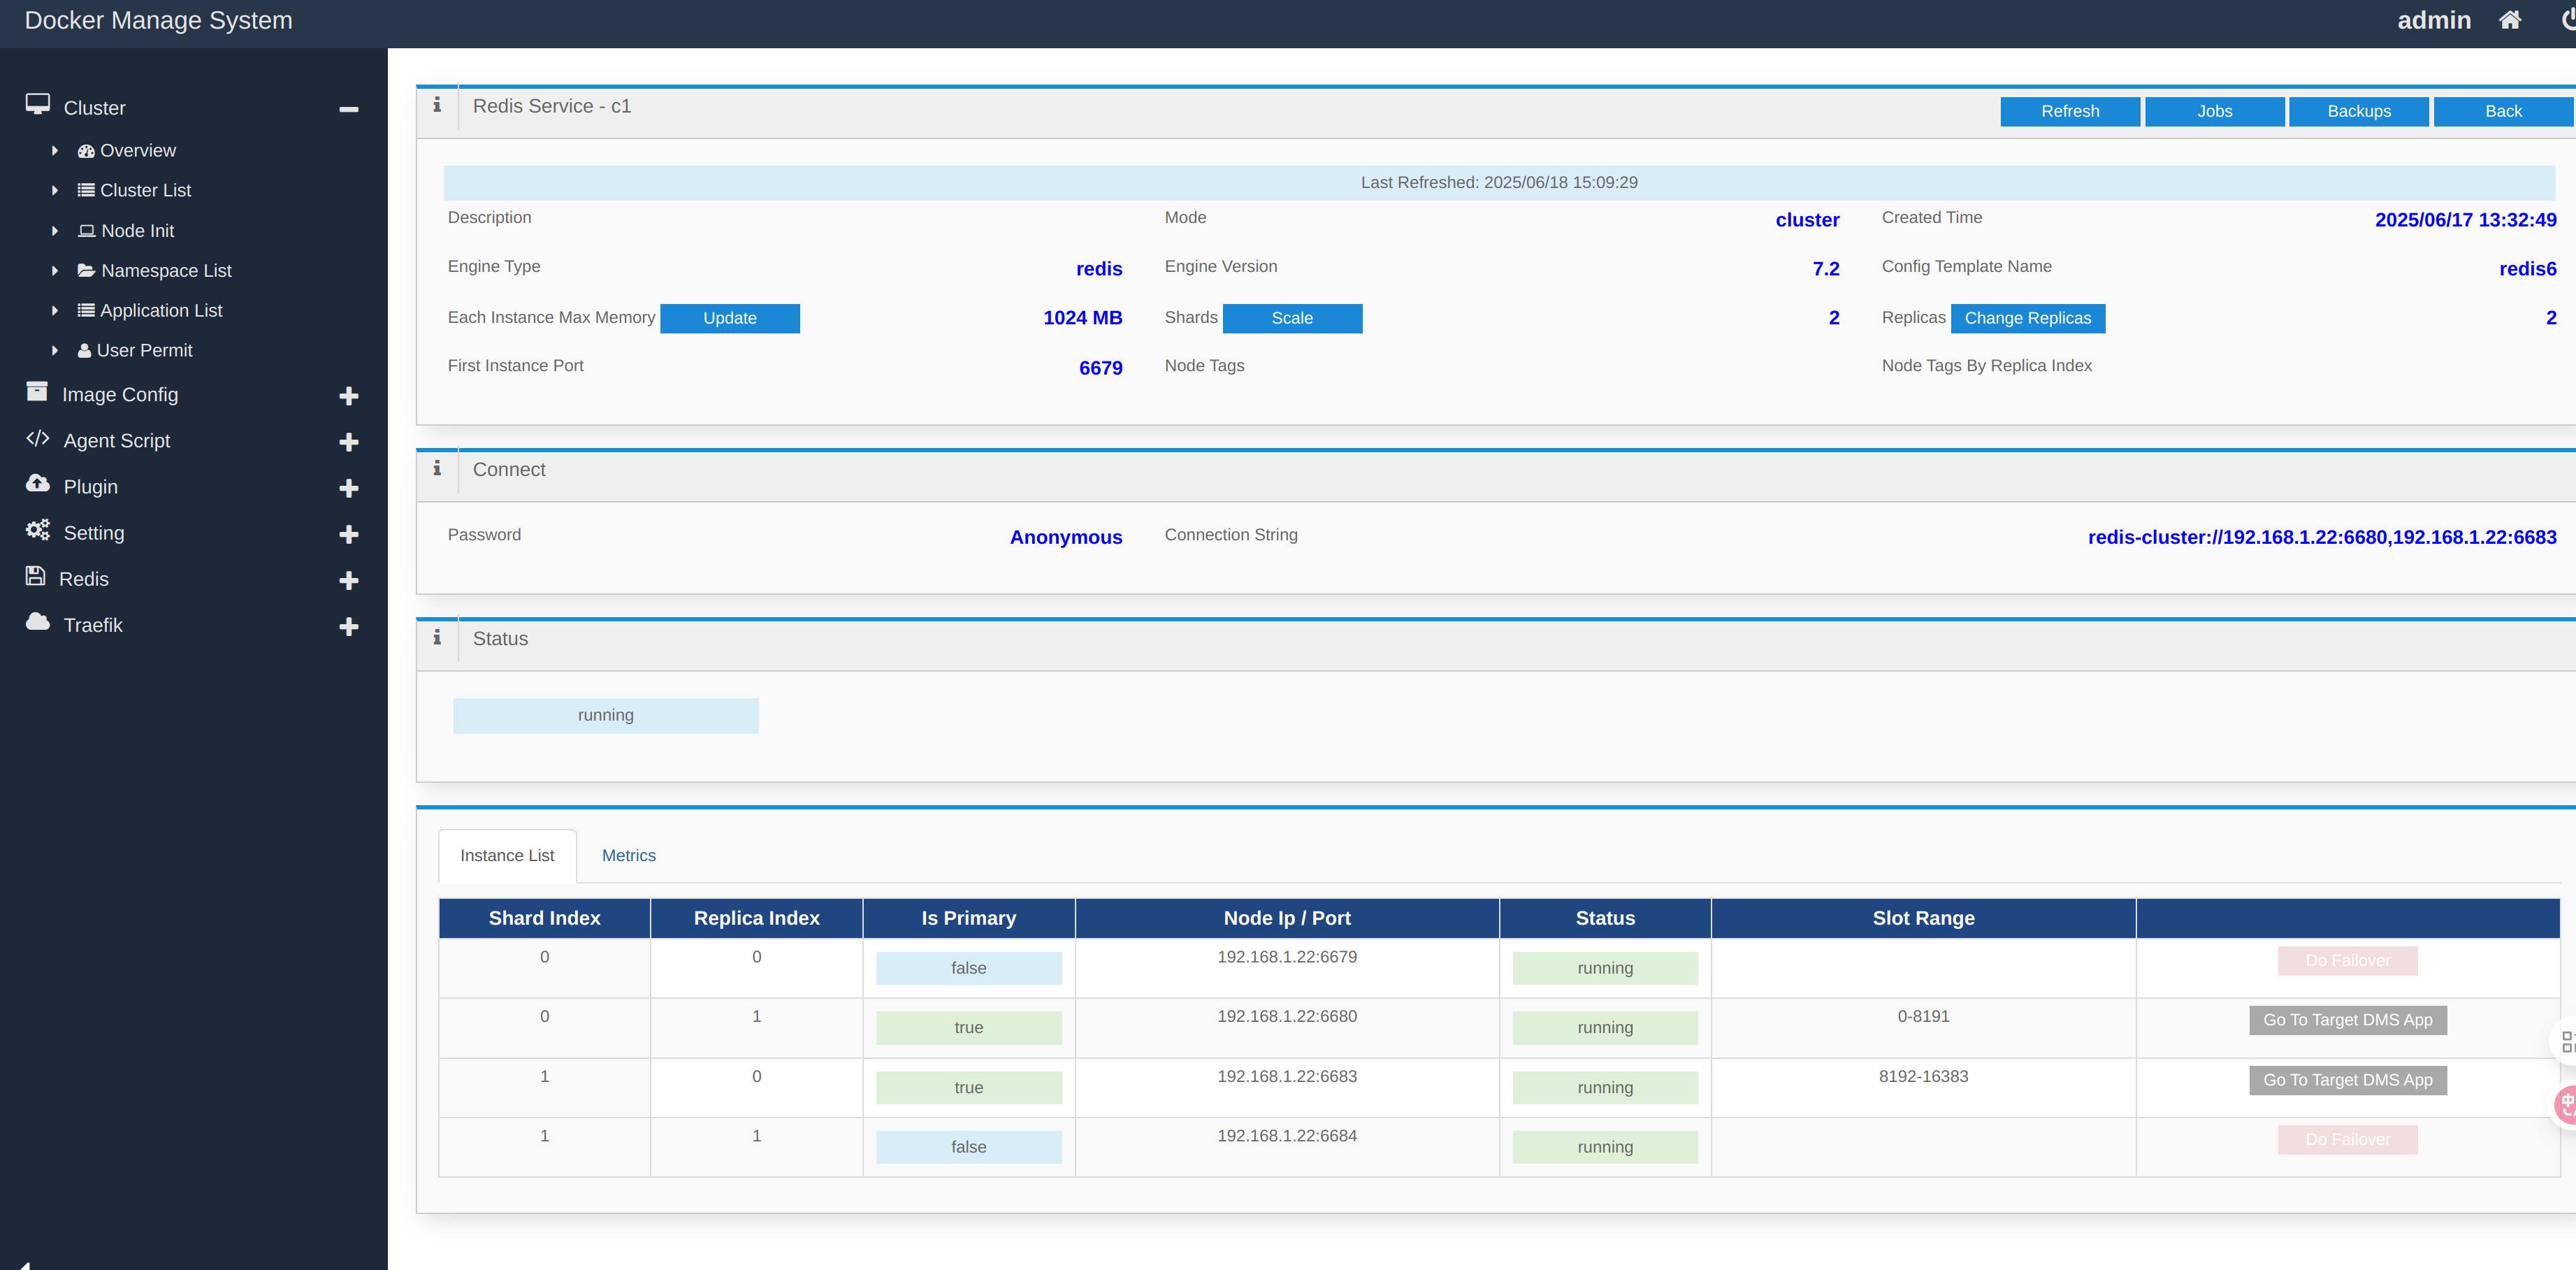 Docker Manage System
admin
Cluster
Overview
Cluster List
Node Init
Namespace List
Application List
User Permit
Image Config
Agent Script
Plugin
Setting
Redis
Traefik
Redis Service - c1
Refresh Jobs Backups Back
Last Refreshed: 2025/06/18 15:09:29
Description Mode cluster Created Time 2025/06/17 13:32:49
Engine Type redis Engine Version 7.2 Config Template Name redis6
Each Instance Max Memory Update 1024 MB Shards Scale 2 Replicas Change Replicas 2
First Instance Port 6679 Node Tags Node Tags By Replica Index
Connect
Password Anonymous Connection String redis-cluster://192.168.1.22:6680,192.168.1.22:6683
Status
running
Instance List Metrics
Shard Index Replica Index Is Primary Node Ip / Port Status Slot Range
0 0 false 192.168.1.22:6679 running Do Failover
0 1 true 192.168.1.22:6680 running 0-8191 Go To Target DMS App
1 0 true 192.168.1.22:6683 running 8192-16383 Go To Target DMS App
1 1 false 192.168.1.22:6684 running Do Failover